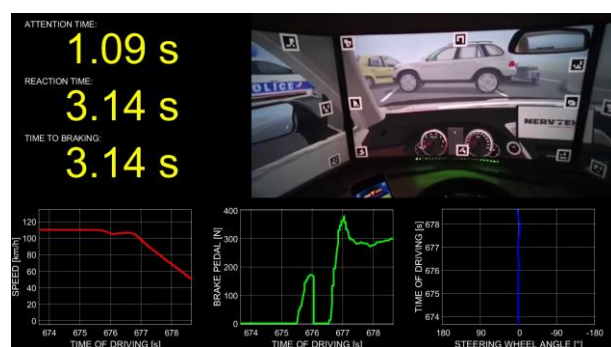 ATTENTION TIME:
1.09 s
REACTION TIME:
3.14 s
TIME TO BRAKING:
3.14 s
POLICE
NERVTEH
SPEED [km/h]
120
100
80
60
40
20
0
674 675 676 677 678
TIME OF DRIVING [s]
BRAKE PEDAL [N]
400
300
200
100
0
674 675 676 677 678
TIME OF DRIVING [s]
TIME OF DRIVING [s]
678
677
676
675
674
180 90 0 -90 -180
STEERING WHEEL ANGLE [°]